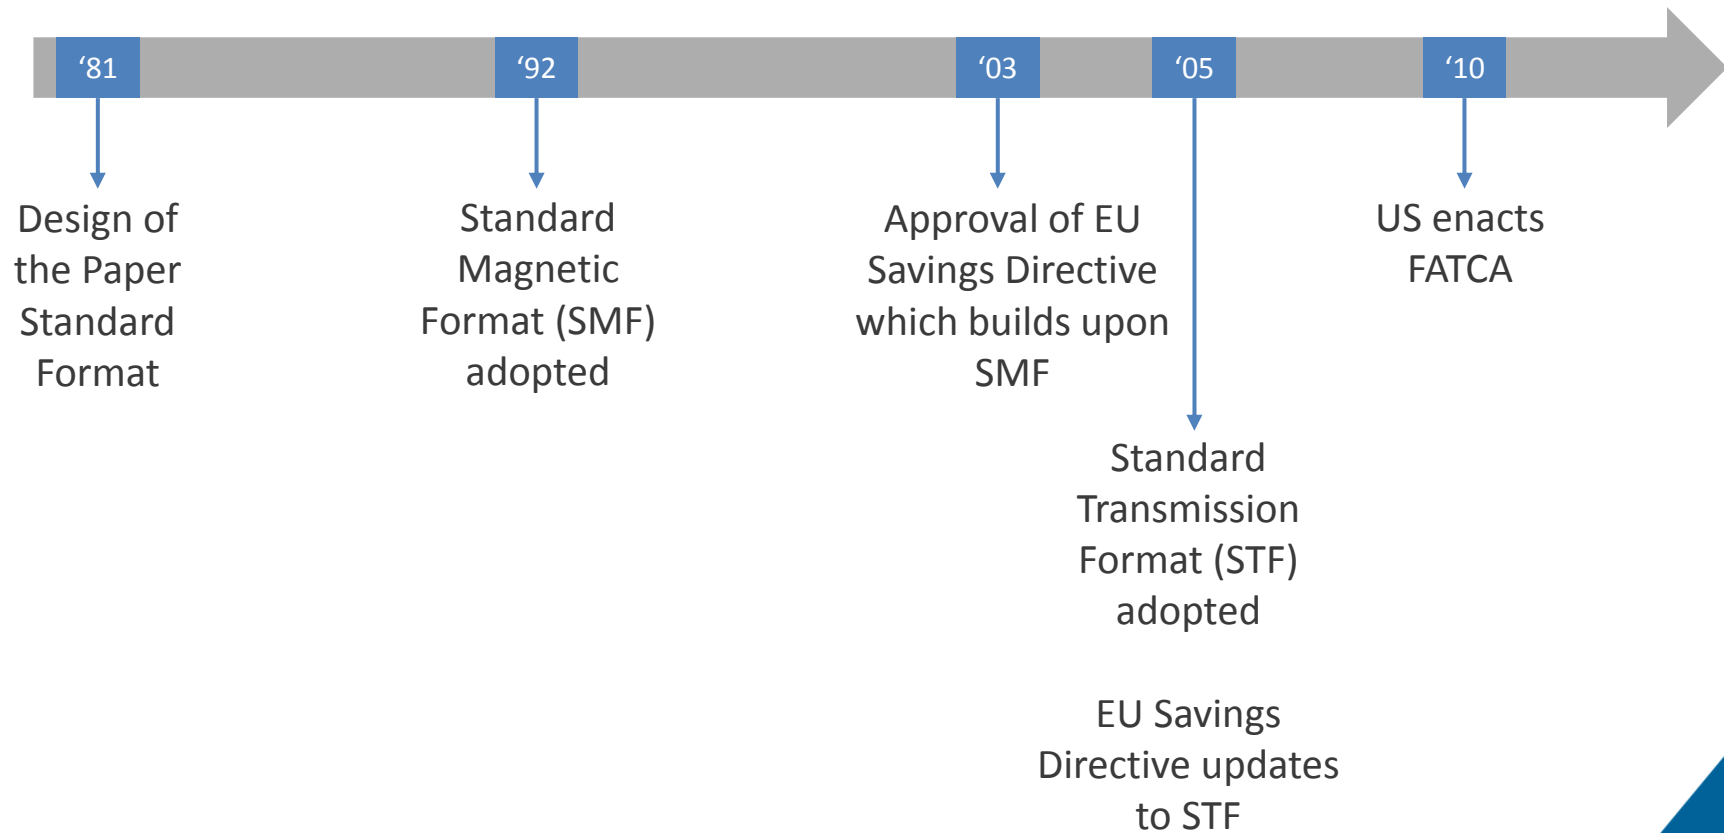 ‘81
‘92
‘03
‘05
‘10
Design of
the Paper
Standard
Format
Standard
Magnetic
Format (SMF)
adopted
Approval of EU
Savings Directive
which builds upon
SMF
US enacts
FATCA
Standard
Transmission
Format (STF)
adopted
EU Savings
Directive updates
to STF